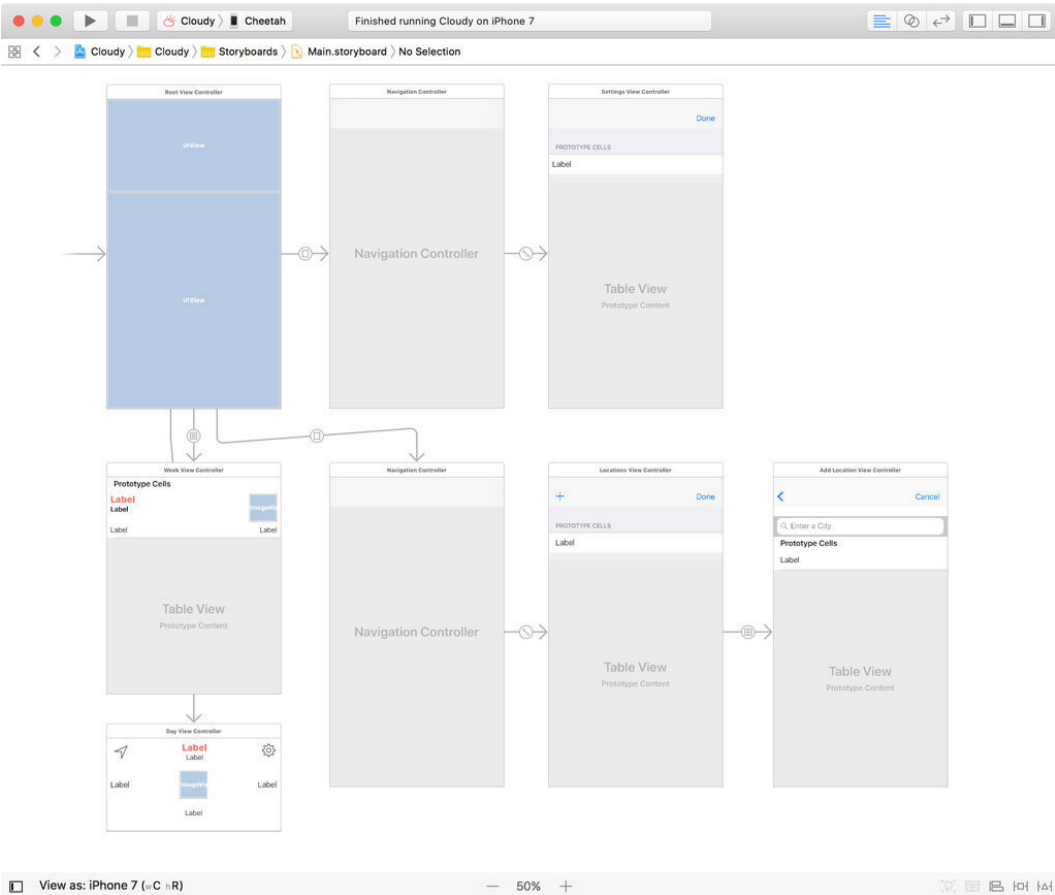 Cloudy 〉 Cheetah
Finished running Cloudy on iPhone 7
Cloudy 〉 Cloudy 〉 Storyboards 〉 Main.storyboard 〉 No Selection
Root View Controller
UIView
UIView
Navigation Controller
Navigation Controller
Settings View Controller
Done
PROTOTYPE CELLS
Label
Table View
Prototype Content
Week View Controller
Prototype Cells
Label
Label
ImageVie
Label
Label
Table View
Prototype Content
Navigation Controller
Navigation Controller
Locations View Controller
+ Done
PROTOTYPE CELLS
Label
Table View
Prototype Content
Add Location View Controller
Cancel
Enter a City
Prototype Cells
Label
Table View
Prototype Content
Day View Controller
Label
Label
Label
ImageVie
Label
Label
View as: iPhone 7 (wC hR)
— 50% +